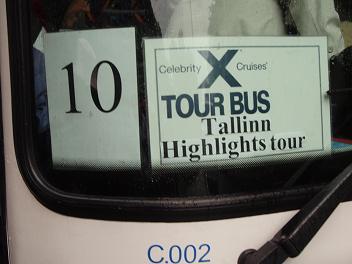 10
Celebrity X Cruises®
TOUR BUS
Tallinn
Highlights tour
C.002